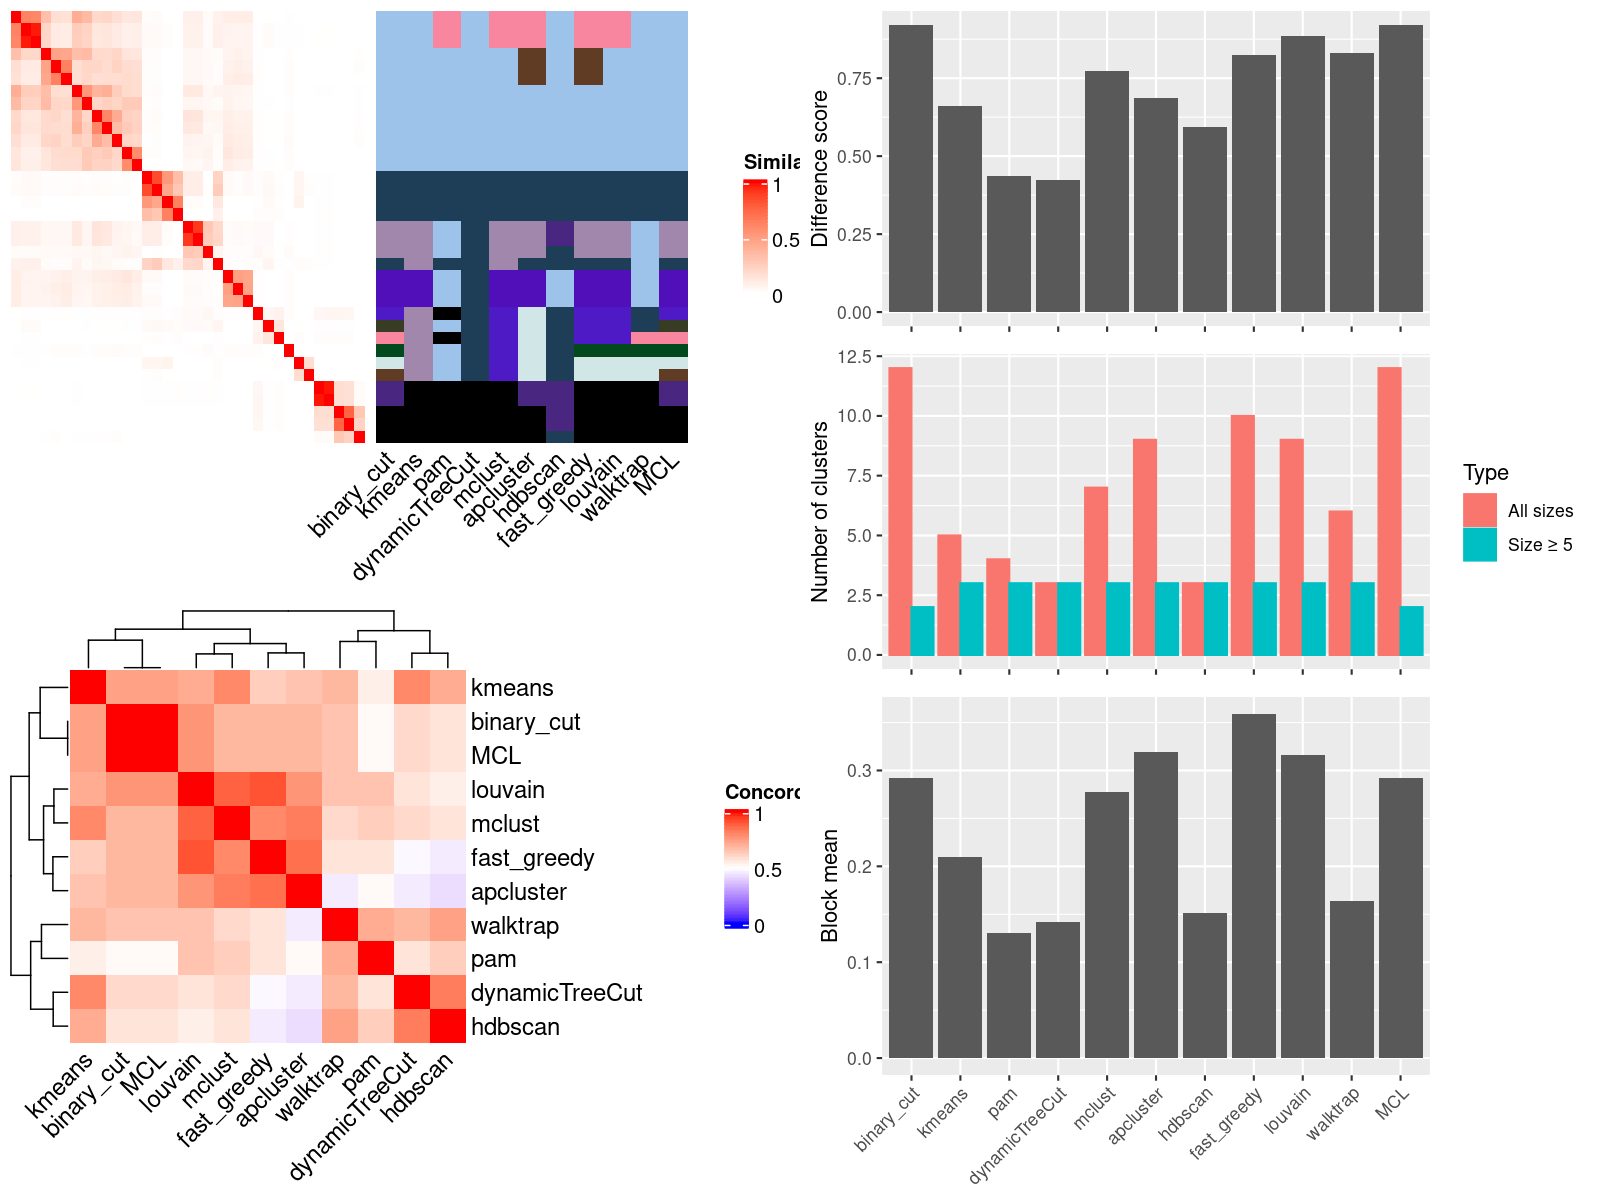 Simila
1
0.5
0
binary_cut
kmeans
pam
dynamicTreeCut
mclust
apcluster
hdbscan
fast_greedy
louvain
walktrap
MCL
kmeans
binary_cut
MCL
louvain
mclust
fast_greedy
apcluster
walktrap
pam
dynamicTreeCut
hdbscan
kmeans
binary_cut
MCL
louvain
mclust
fast_greedy
apcluster
walktrap
pam
dynamicTreeCut
hdbscan
Concord
1
0.5
0
Difference score
0.75
0.50
0.25
0.00
Number of clusters
12.5
10.0
7.5
5.0
2.5
0.0
Type
All sizes
Size ≥ 5
Block mean
0.3
0.2
0.1
0.0
binary_cut
kmeans
pam
dynamicTreeCut
mclust
apcluster
hdbscan
fast_greedy
louvain
walktrap
MCL